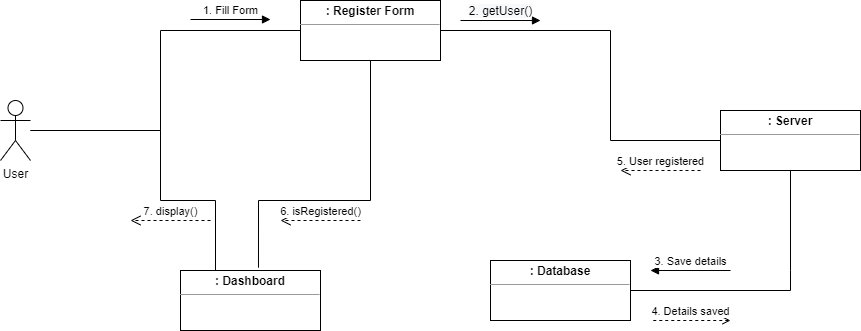 1. Fill Form
: Register Form
2. getUser()
: Server
User
5. User registered
7. display()
6. isRegistered()
: Dashboard
: Database
3. Save details
4. Details saved